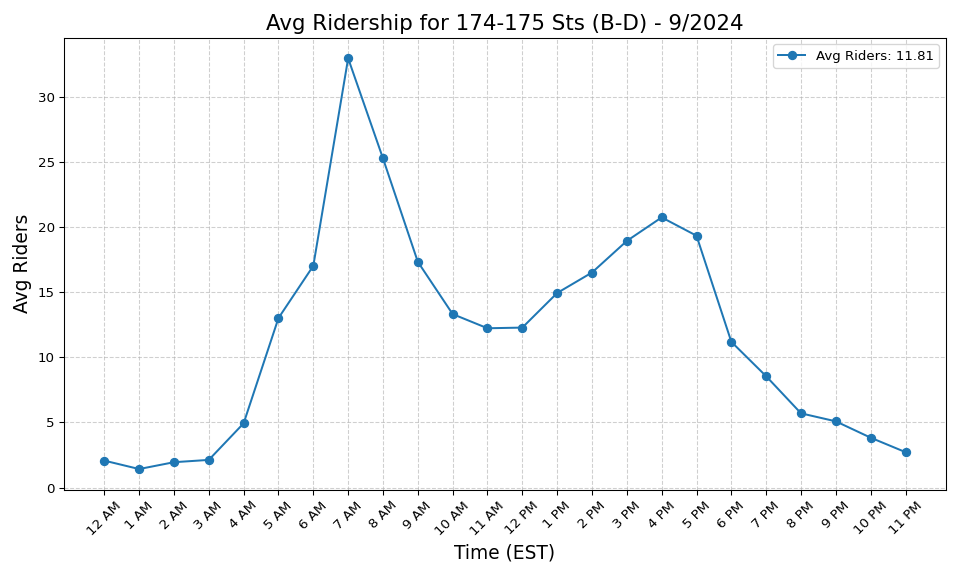 Avg Ridership for 174-175 Sts (B-D) - 9/2024
Avg Riders: 11.81
Avg Riders
30
25
20
15
10
5
0
12 AM
1 AM
2 AM
3 AM
4 AM
5 AM
6 AM
7 AM
8 AM
9 AM
10 AM
11 AM
12 PM
1 PM
2 PM
3 PM
4 PM
5 PM
6 PM
7 PM
8 PM
9 PM
10 PM
11 PM
Time (EST)